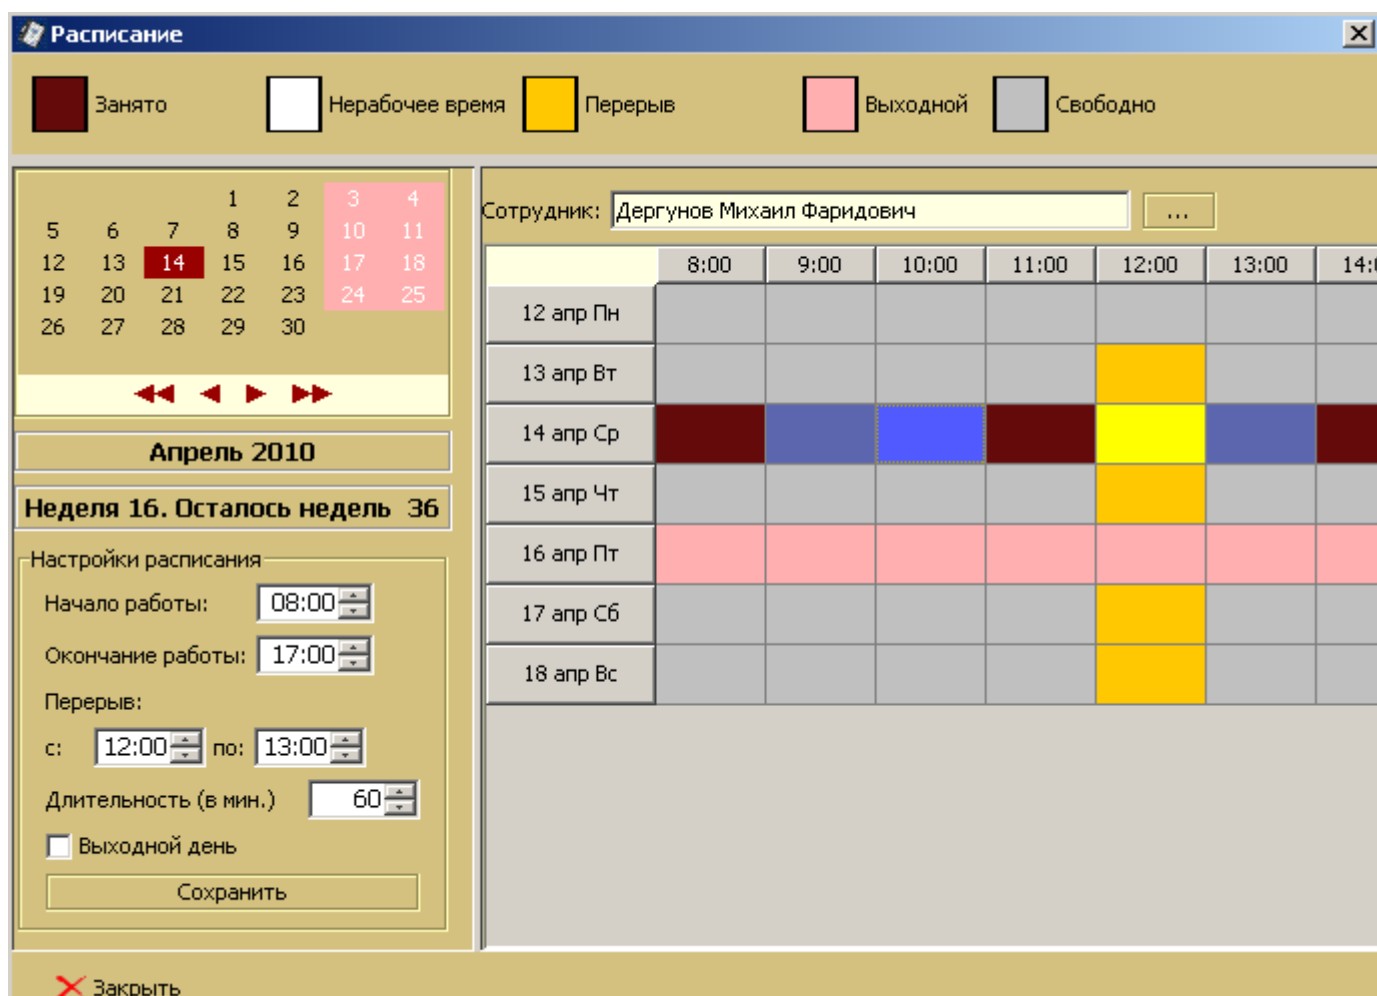 Расписание
Занято Нерабочее время Перерыв Выходной Свободно
1 2 3 4
5 6 7 8 9 10 11
12 13 14 15 16 17 18
19 20 21 22 23 24 25
26 27 28 29 30
Апрель 2010
Неделя 16. Осталось недель 36
Настройки расписания
Начало работы: 08:00
Окончание работы: 17:00
Перерыв:
с: 12:00 по: 13:00
Длительность (в мин.) 60
Выходной день
Сохранить
Сотрудник: Дергунов Михаил Фаридович ...
8:00 9:00 10:00 11:00 12:00 13:00 14:
12 апр Пн
13 апр Вт
14 апр Ср
15 апр Чт
16 апр Пт
17 апр Сб
18 апр Вс
Закрыть